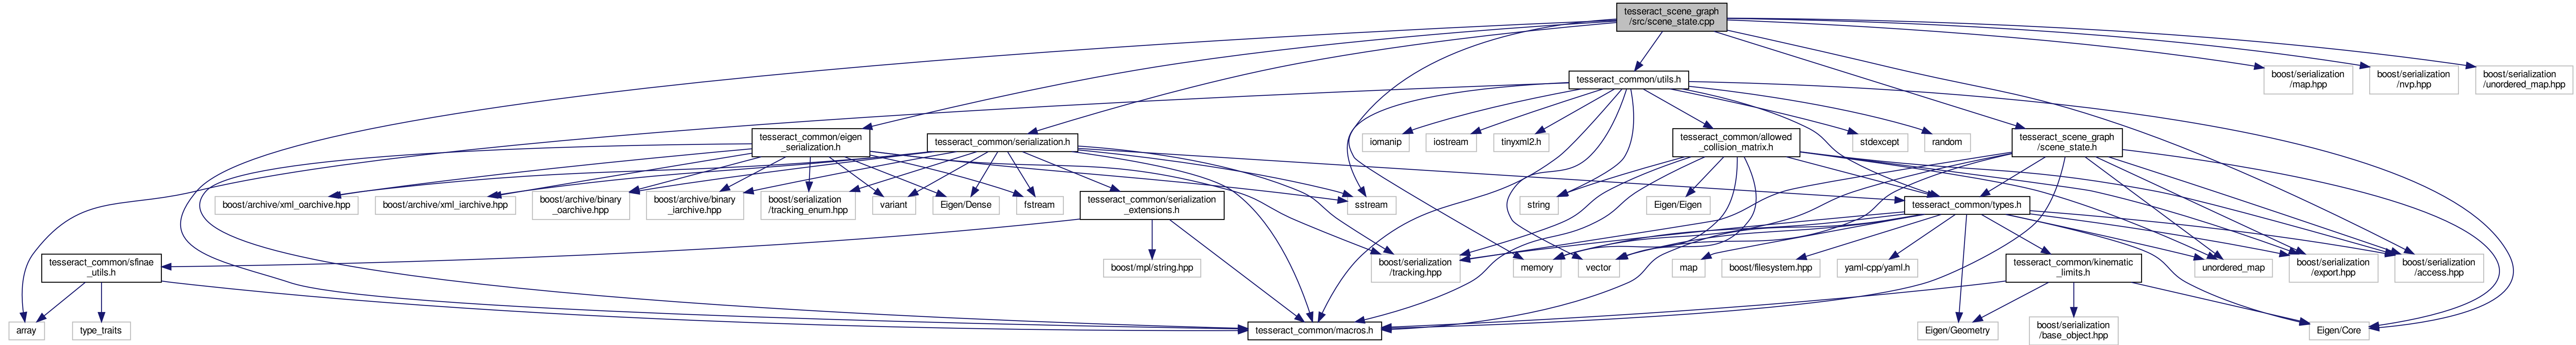 tesseract_scene_graph
/src/scene_state.cpp
tesseract_common/utils.h
boost/serialization
/map.hpp
boost/serialization
/nvp.hpp
boost/serialization
/unordered_map.hpp
tesseract_common/eigen
_serialization.h
tesseract_common/serialization.h
iomanip
iostream
tinyxml2.h
tesseract_common/allowed
_collision_matrix.h
stdexcept
random
tesseract_scene_graph
/scene_state.h
boost/archive/xml_oarchive.hpp
boost/archive/xml_iarchive.hpp
boost/archive/binary
_oarchive.hpp
boost/archive/binary
_iarchive.hpp
boost/serialization
/tracking_enum.hpp
variant
Eigen/Dense
fstream
tesseract_common/serialization
_extensions.h
sstream
string
Eigen/Eigen
tesseract_common/types.h
tesseract_common/sfinae
_utils.h
boost/mpl/string.hpp
boost/serialization
/tracking.hpp
memory
vector
map
boost/filesystem.hpp
yaml-cpp/yaml.h
tesseract_common/kinematic
_limits.h
unordered_map
boost/serialization
/export.hpp
boost/serialization
/access.hpp
array
type_traits
tesseract_common/macros.h
Eigen/Geometry
boost/serialization
/base_object.hpp
Eigen/Core